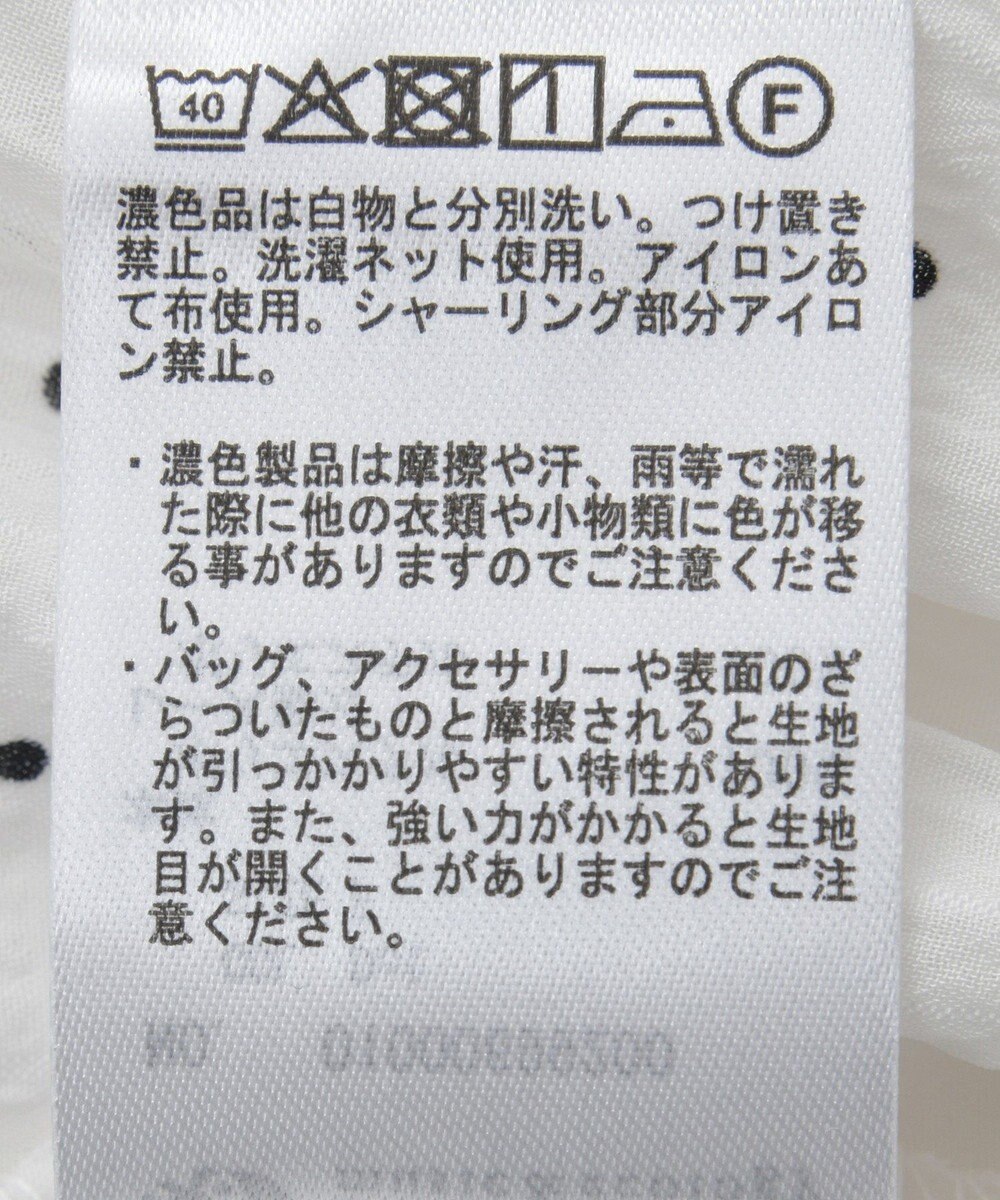 40 F
濃色品は白物と分別洗い。つけ置き
禁止。洗濯ネット使用。アイロンあ
て布使用。シャーリング部分アイロ
ン禁止。
・濃色製品は摩擦や汗、雨等で濡れ
た際に他の衣類や小物類に色が移
る事がありますのでご注意くださ
い。
・バッグ、アクセサリーや表面のざ
らついたものと摩擦されると生地
が引っかかりやすい特性がありま
す。また、強い力がかかると生地
目が開くことがありますのでご注
意ください。